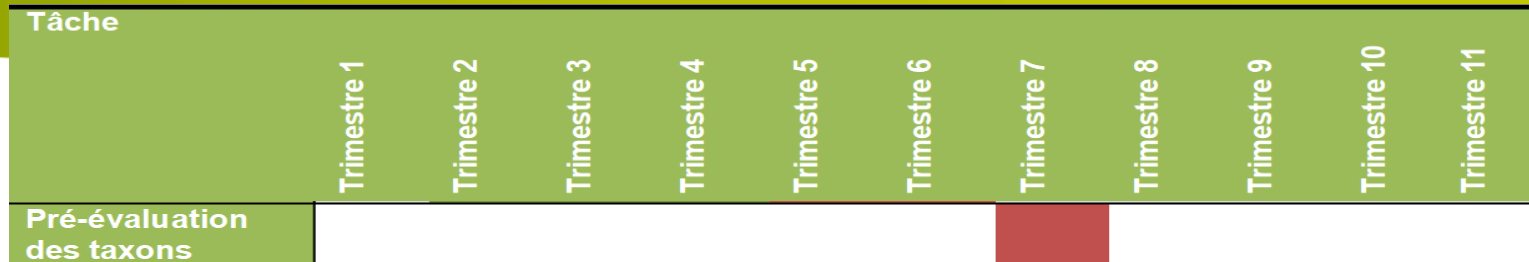 Tâche
Trimestre 1
Trimestre 2
Trimestre 3
Trimestre 4
Trimestre 5
Trimestre 6
Trimestre 7
Trimestre 8
Trimestre 9
Trimestre 10
Trimestre 11
Pré-évaluation
des taxons